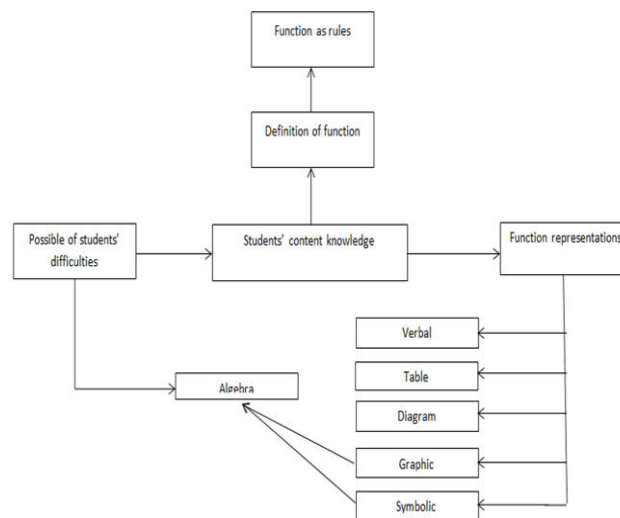 Function as rules
Definition of function
Possible of students'
difficulties
Students' content knowledge
Function representations
Verbal
Table
Algebra
Diagram
Graphic
Symbolic